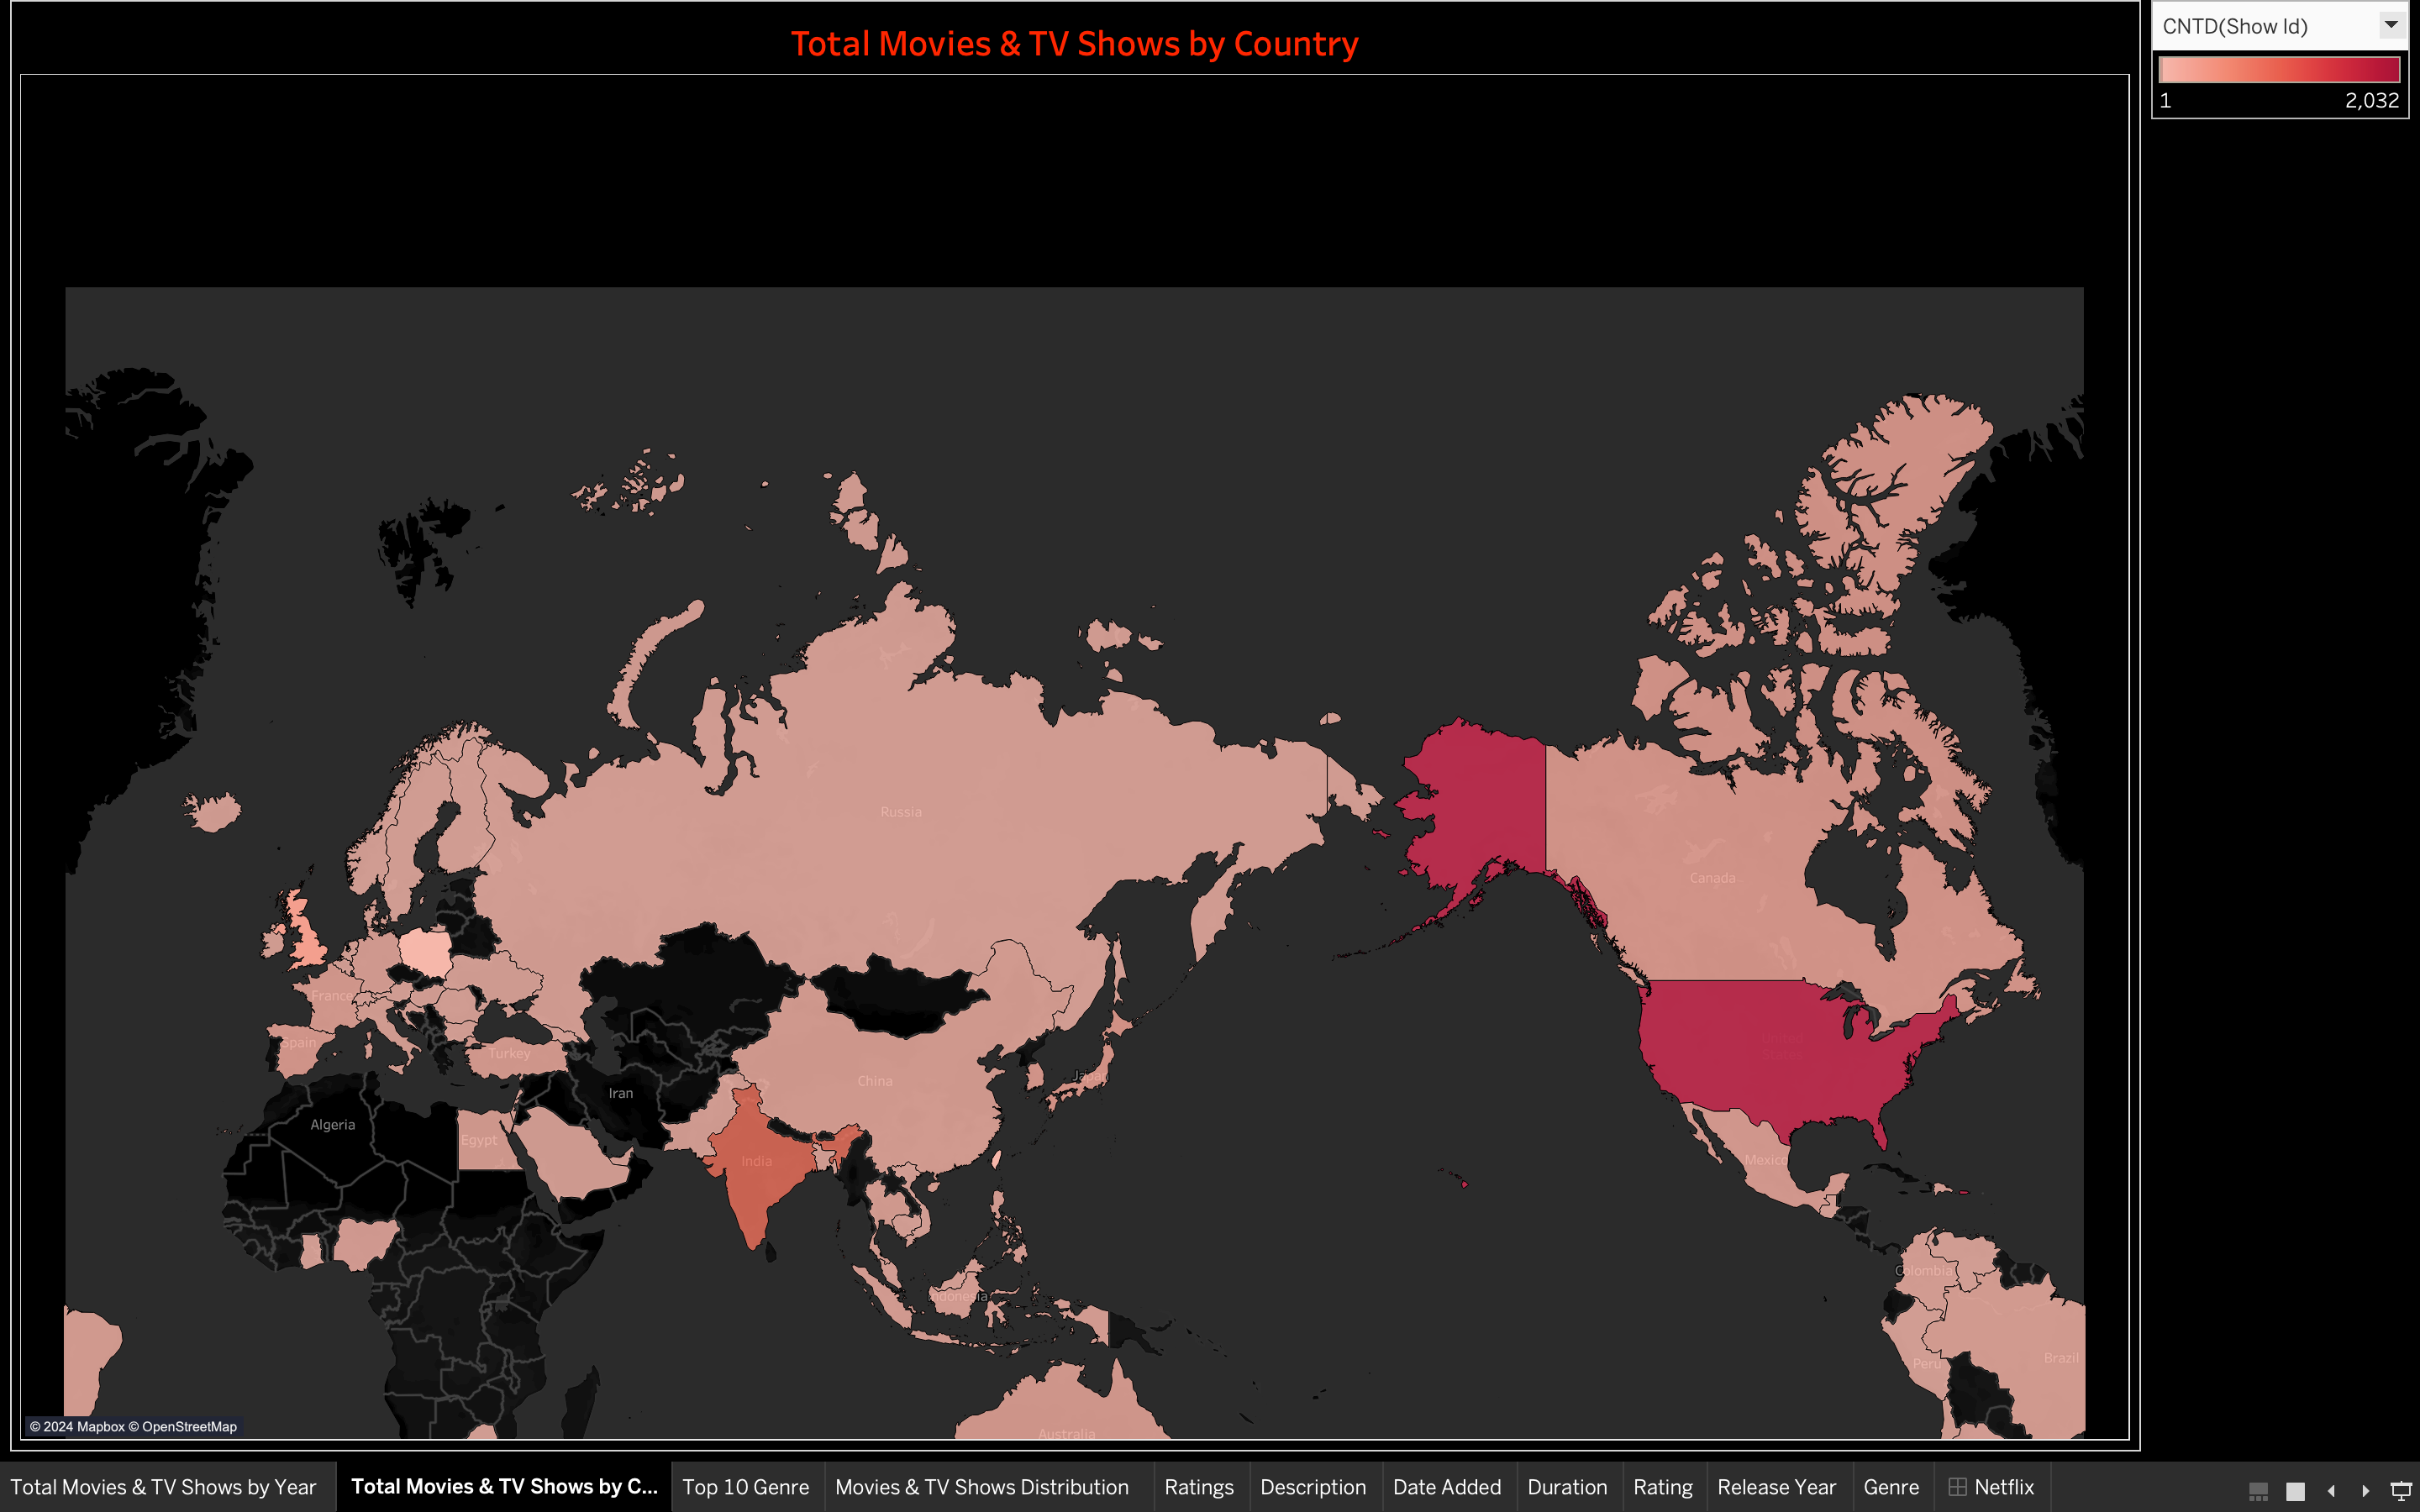 Total Movies & TV Shows by Country
CNTD(Show Id)
1 2,032
Russia
Canada
France
Spain
Turkey
Japan
China
Iran
Algeria
Egypt
India
Mexico
Colombia
Indonesia
Peru
Brazil
Australia
© 2024 Mapbox © OpenStreetMap
Total Movies & TV Shows by Year Total Movies & TV Shows by C... Top 10 Genre Movies & TV Shows Distribution Ratings Description Date Added Duration Rating Release Year Genre Netflix